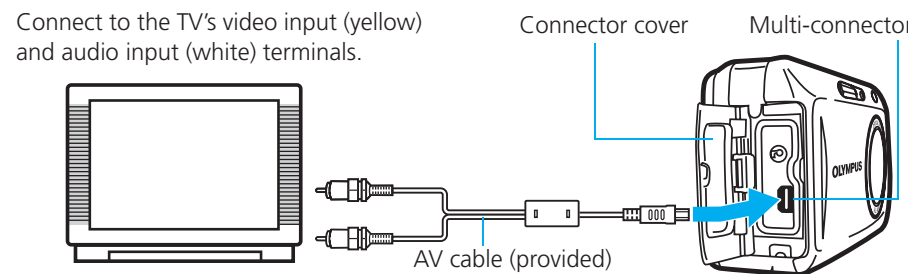 Connect to the TV's video input (yellow)
and audio input (white) terminals.
Connector cover
Multi-connector
OLYMPUS
AV cable (provided)